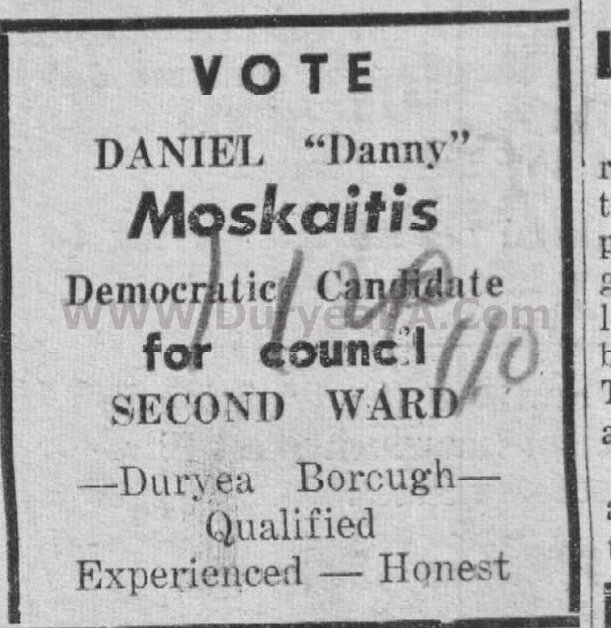 VOTE
DANIEL "Danny"
Moskaitis
Democratic Candidate
www.DuryeaPA.Com
for counc'l
SECOND WARD
—Duryea Borcugh—
Qualified
Experienced — Honest